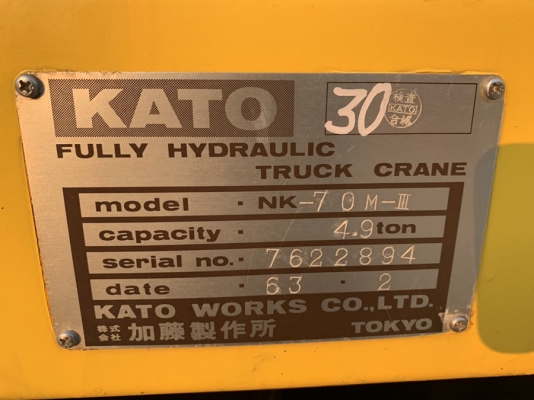 KATO 30 検査 KATO 合格
FULLY HYDRAULIC
TRUCK CRANE
model · NK-70M-III
capacity · 4.9ton
serial no. · 7622894
date · 63 · 2
KATO WORKS CO.,LTD.
株式会社 加藤製作所 TOKYO